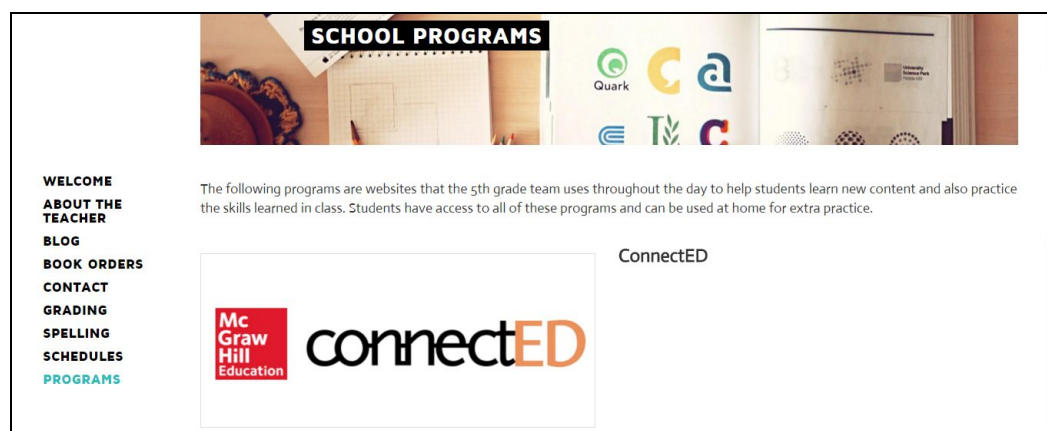 SCHOOL PROGRAMS
Quark
University
Science Park
WELCOME
ABOUT THE
TEACHER
BLOG
BOOK ORDERS
CONTACT
GRADING
SPELLING
SCHEDULES
PROGRAMS
The following programs are websites that the 5th grade team uses throughout the day to help students learn new content and also practice
the skills learned in class. Students have access to all of these programs and can be used at home for extra practice.
Mc
Graw
Hill
Education
connectED
ConnectED